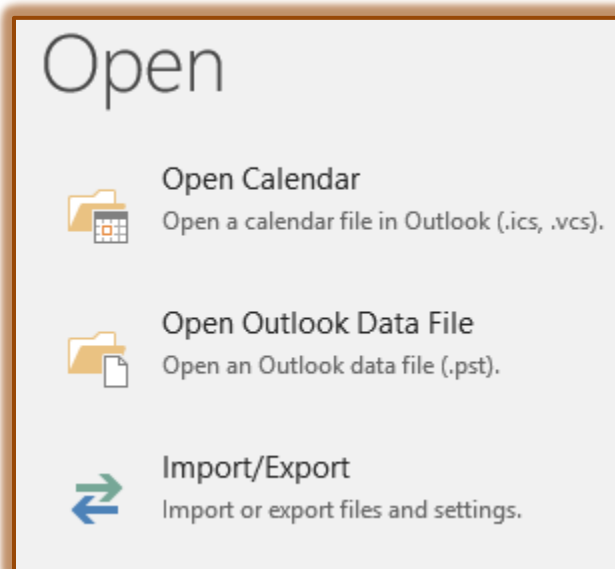 Open
Open Calendar
Open a calendar file in Outlook (.ics, .vcs).
Open Outlook Data File
Open an Outlook data file (.pst).
Import/Export
Import or export files and settings.